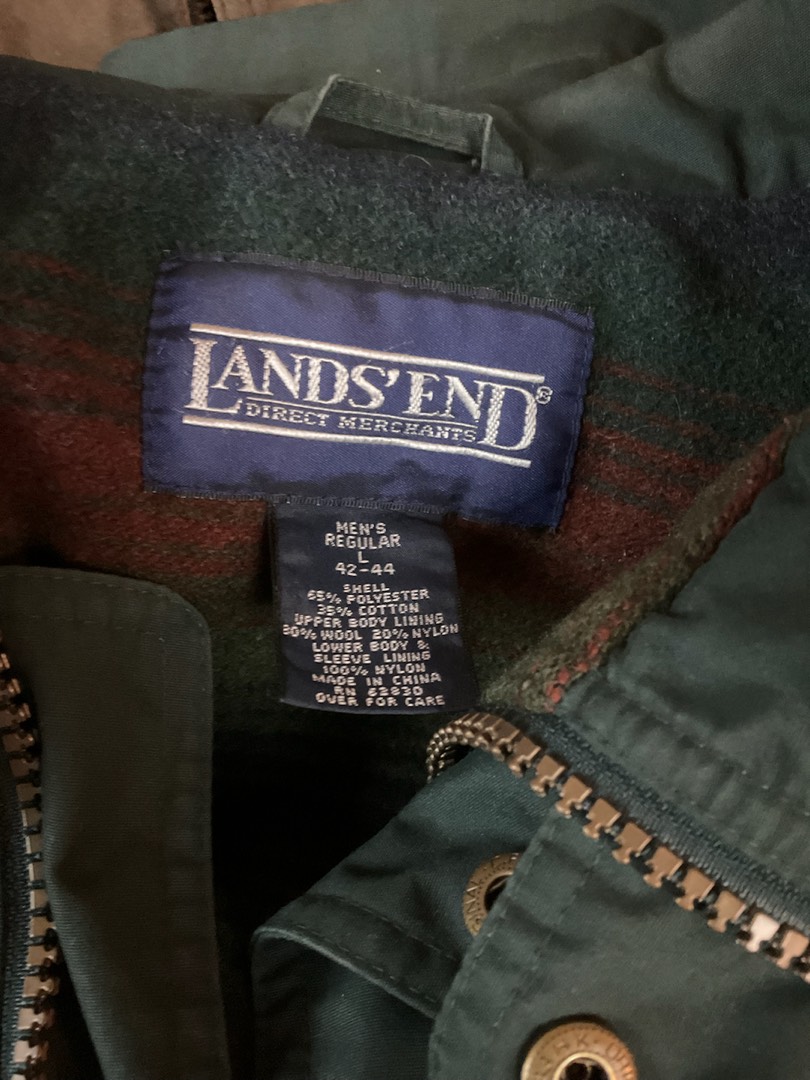 LANDS' END®
DIRECT MERCHANTS
MEN'S
REGULAR
L
42-44
SHELL
65% POLYESTER
35% COTTON
UPPER BODY LINING
80% WOOL 20% NYLON
LOWER BODY &
SLEEVE LINING
100% NYLON
MADE IN CHINA
RN 62830
OVER FOR CARE